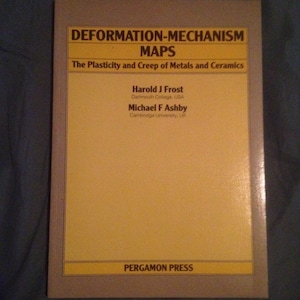 DEFORMATION-MECHANISM
MAPS
The Plasticity and Creep of Metals and Ceramics
Harold J Frost
Dartmouth College, USA
Michael F Ashby
Cambridge University, UK
PERGAMON PRESS